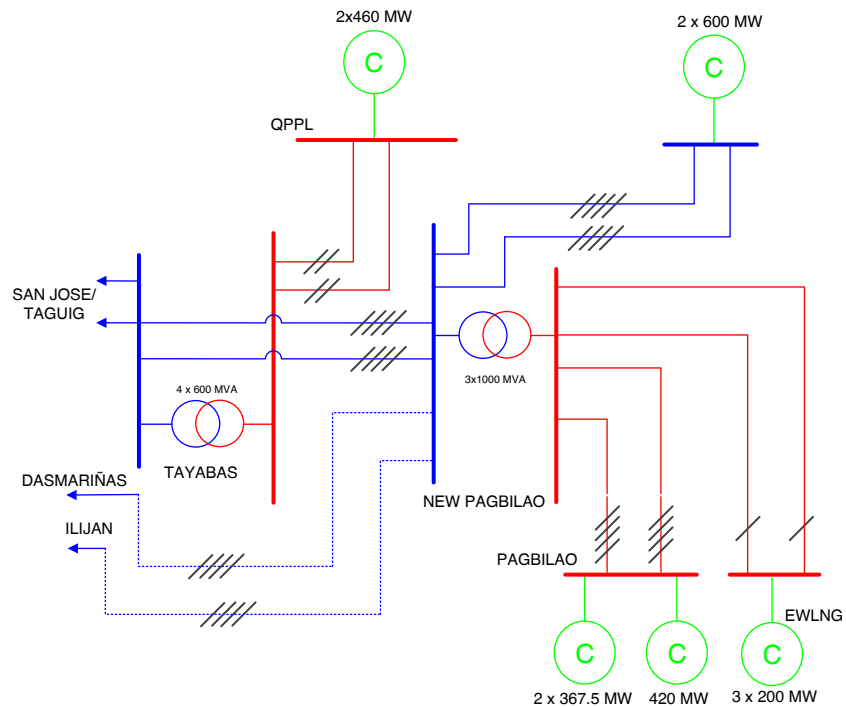 2x460 MW
2 x 600 MW
C
C
QPPL
SAN JOSE/
TAGUIG
4 x 600 MVA
3x1000 MVA
TAYABAS
DASMARIÑAS
NEW PAGBILAO
ILIJAN
PAGBILAO
EWLNG
C
C
C
2 x 367.5 MW
420 MW
3 x 200 MW